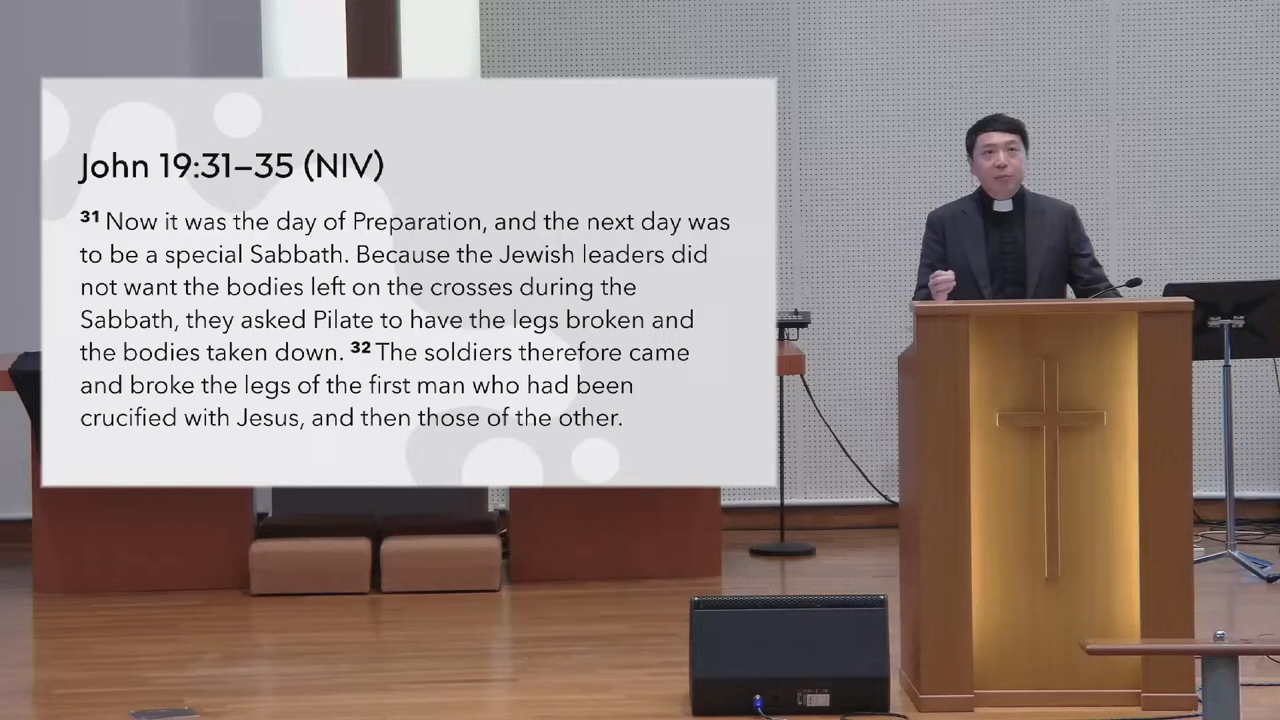 John 19:31–35 (NIV)
31 Now it was the day of Preparation, and the next day was
to be a special Sabbath. Because the Jewish leaders did
not want the bodies left on the crosses during the
Sabbath, they asked Pilate to have the legs broken and
the bodies taken down. 32 The soldiers therefore came
and broke the legs of the first man who had been
crucified with Jesus, and then those of the other.